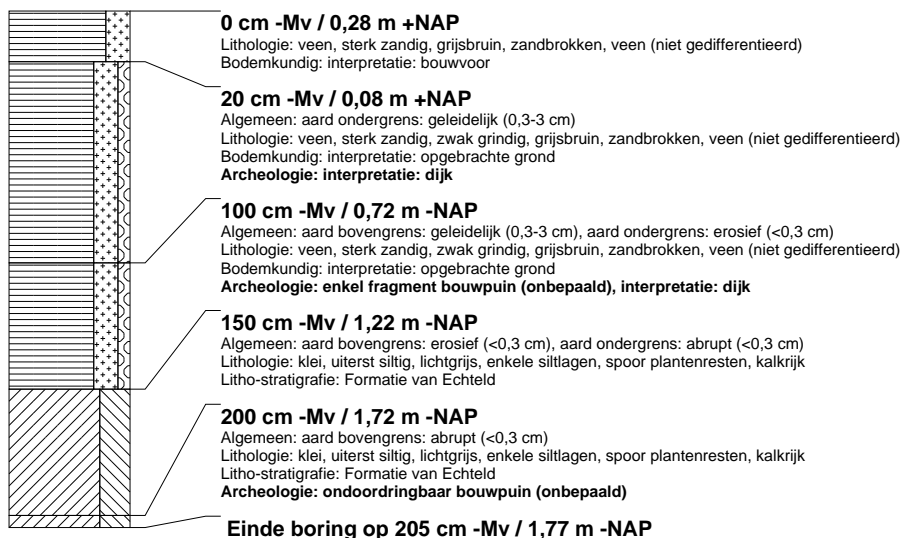 0 cm -Mv / 0,28 m +NAP
Lithologie: veen, sterk zandig, grijsbruin, zandbrokken, veen (niet gedifferentieerd)
Bodemkundig: interpretatie: bouwvoor
20 cm -Mv / 0,08 m +NAP
Algemeen: aard ondergrens: geleidelijk (0,3-3 cm)
Lithologie: veen, sterk zandig, zwak grindig, grijsbruin, zandbrokken, veen (niet gedifferentieerd)
Bodemkundig: interpretatie: opgebrachte grond
Archeologie: interpretatie: dijk
100 cm -Mv / 0,72 m -NAP
Algemeen: aard bovengrens: geleidelijk (0,3-3 cm), aard ondergrens: erosief (<0,3 cm)
Lithologie: veen, sterk zandig, zwak grindig, grijsbruin, zandbrokken, veen (niet gedifferentieerd)
Bodemkundig: interpretatie: opgebrachte grond
Archeologie: enkel fragment bouwpuin (onbepaald), interpretatie: dijk
150 cm -Mv / 1,22 m -NAP
Algemeen: aard bovengrens: erosief (<0,3 cm), aard ondergrens: abrupt (<0,3 cm)
Lithologie: klei, uiterst siltig, lichtgrijs, enkele siltlagen, spoor plantenresten, kalkrijk
Litho-stratigrafie: Formatie van Echteld
200 cm -Mv / 1,72 m -NAP
Algemeen: aard bovengrens: abrupt (<0,3 cm)
Lithologie: klei, uiterst siltig, lichtgrijs, enkele siltlagen, spoor plantenresten, kalkrijk
Litho-stratigrafie: Formatie van Echteld
Archeologie: ondoordringbaar bouwpuin (onbepaald)
Einde boring op 205 cm -Mv / 1,77 m -NAP